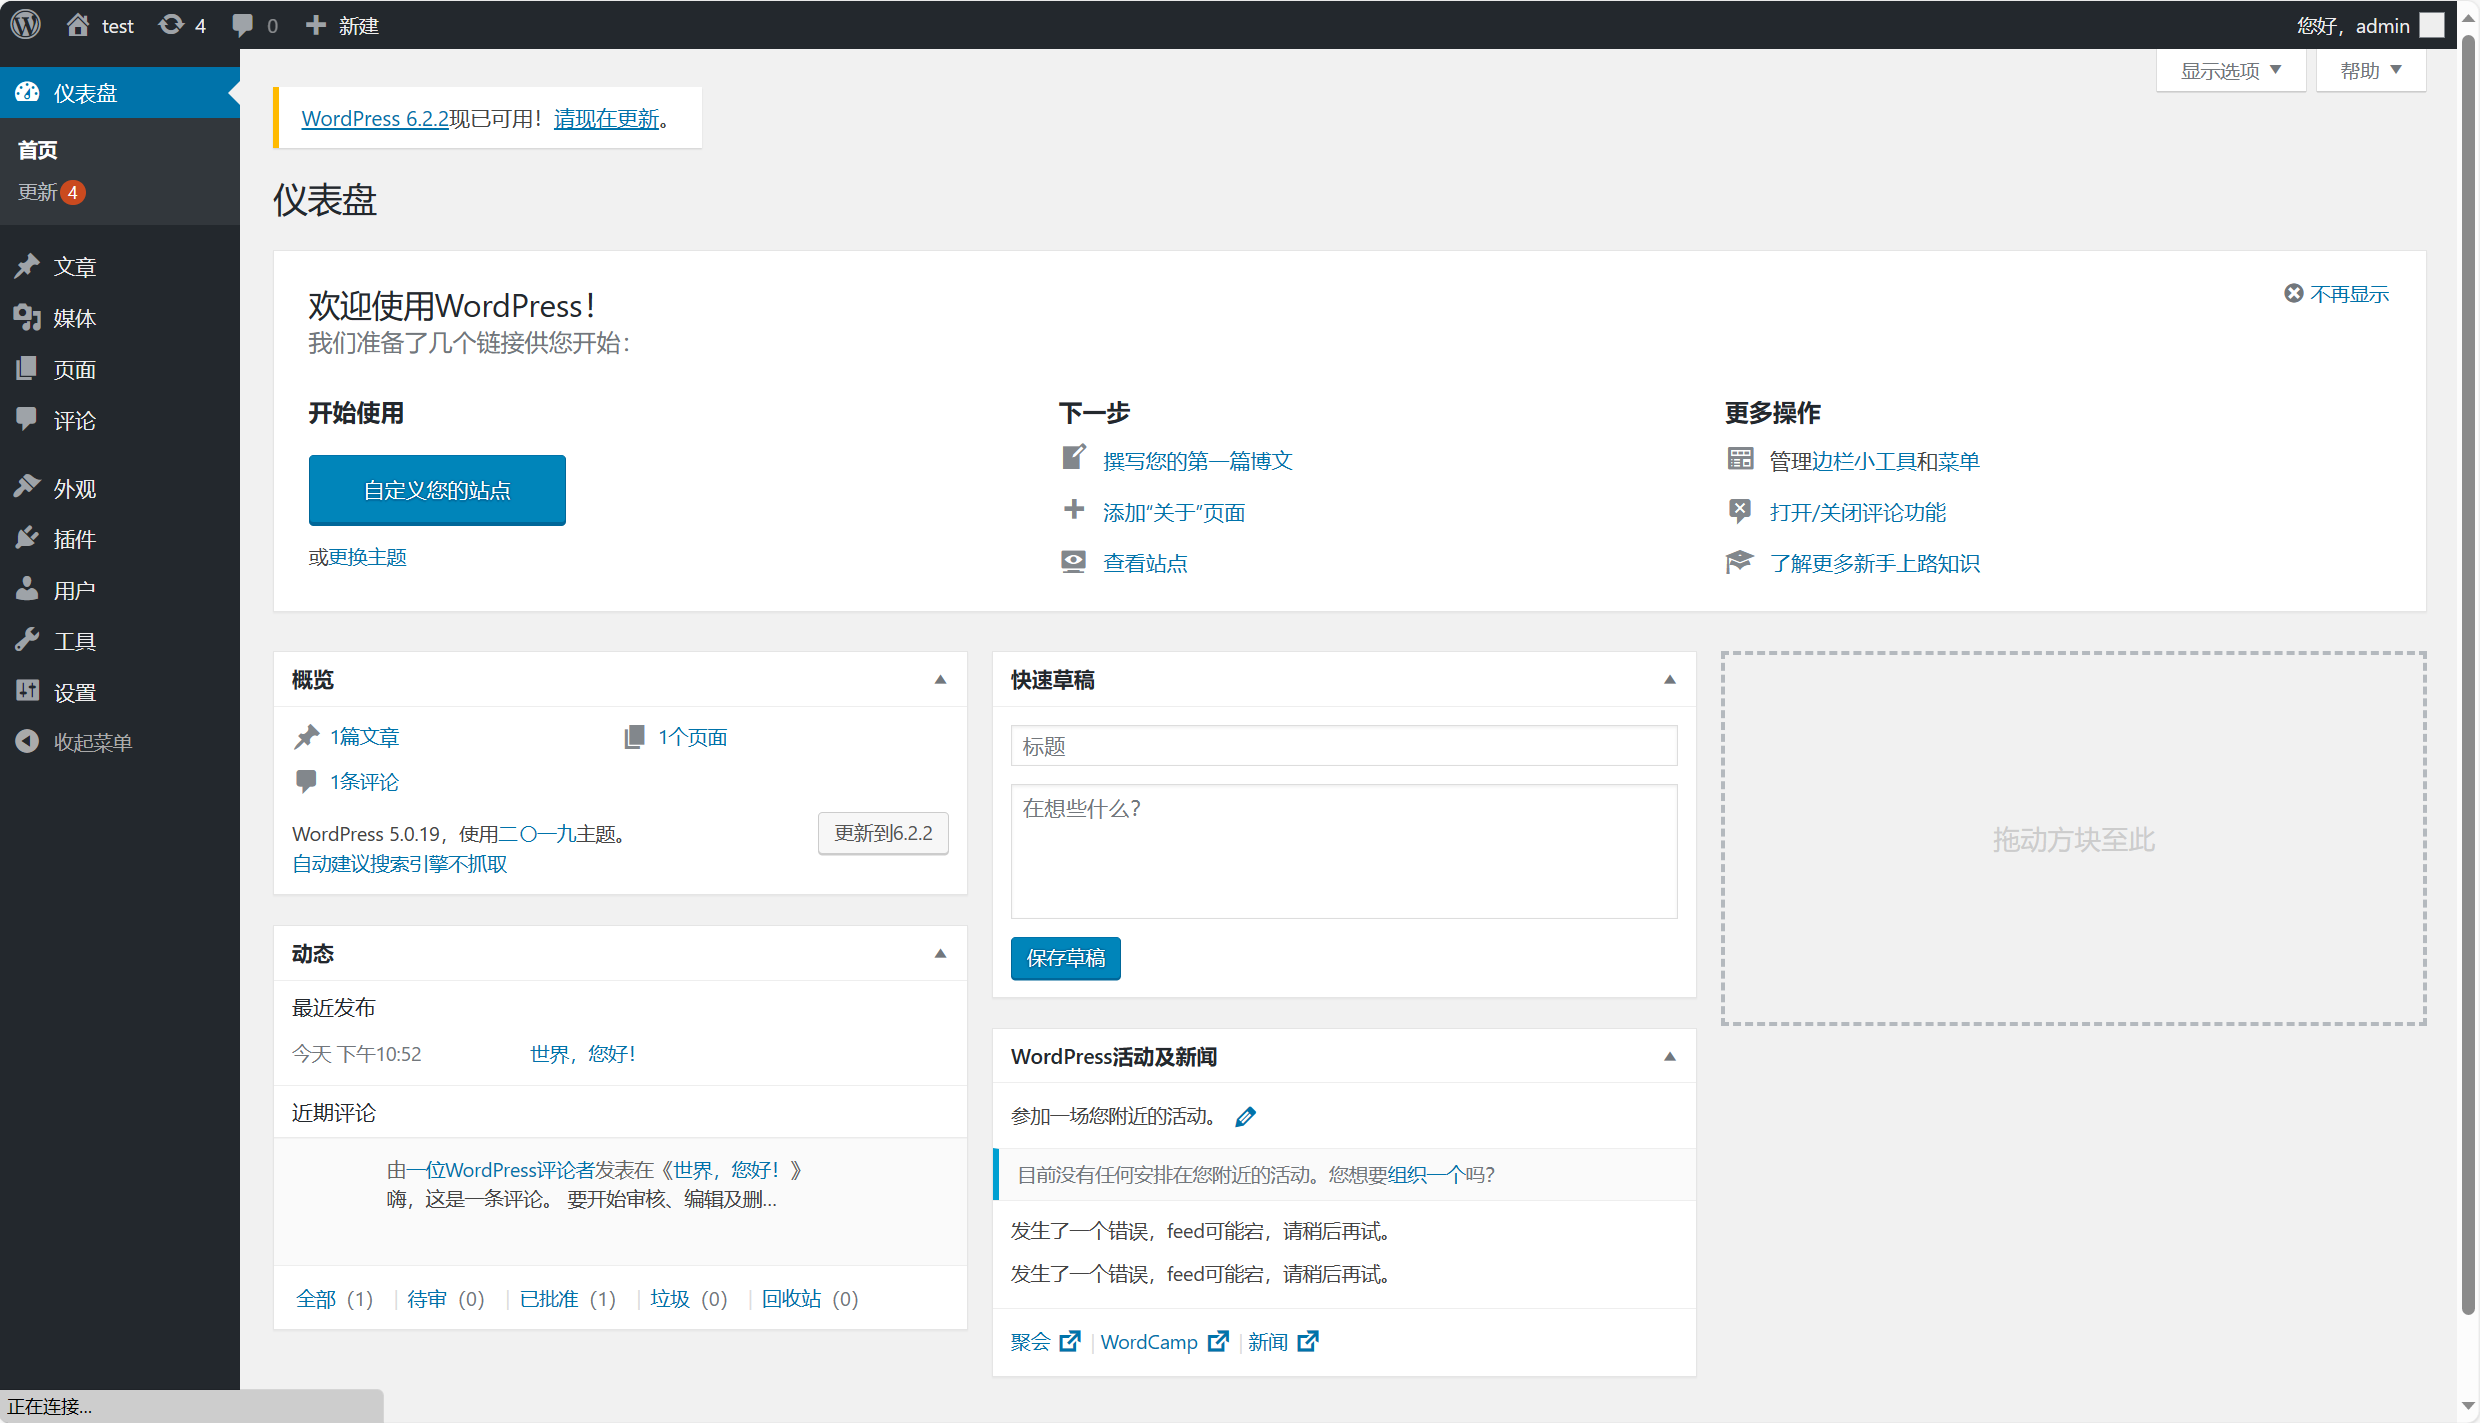 test 4 0 新建 您好，admin
显示选项 帮助
仪表盘
首页
更新 4
文章
媒体
页面
评论
外观
插件
用户
工具
设置
收起菜单
WordPress 6.2.2现已可用！请现在更新。
仪表盘
欢迎使用WordPress！
不再显示
我们准备了几个链接供您开始：
开始使用
自定义您的站点
或更换主题
下一步
撰写您的第一篇博文
添加“关于”页面
查看站点
更多操作
管理边栏小工具和菜单
打开/关闭评论功能
了解更多新手上路知识
概览
1篇文章 1个页面
1条评论
WordPress 5.0.19，使用二〇一九主题。 更新到6.2.2
自动建议搜索引擎不抓取
动态
最近发布
今天 下午10:52 世界，您好！
近期评论
由一位WordPress评论者发表在《世界，您好！》
嗨，这是一条评论。 要开始审核、编辑及删...
全部（1） | 待审（0） | 已批准（1） | 垃圾（0） | 回收站（0）
快速草稿
标题
在想些什么？
保存草稿
WordPress活动及新闻
参加一场您附近的活动。
目前没有任何安排在您附近的活动。您想要组织一个吗？
发生了一个错误，feed可能宕，请稍后再试。
发生了一个错误，feed可能宕，请稍后再试。
聚会 | WordCamp | 新闻
拖动方块至此
正在连接...